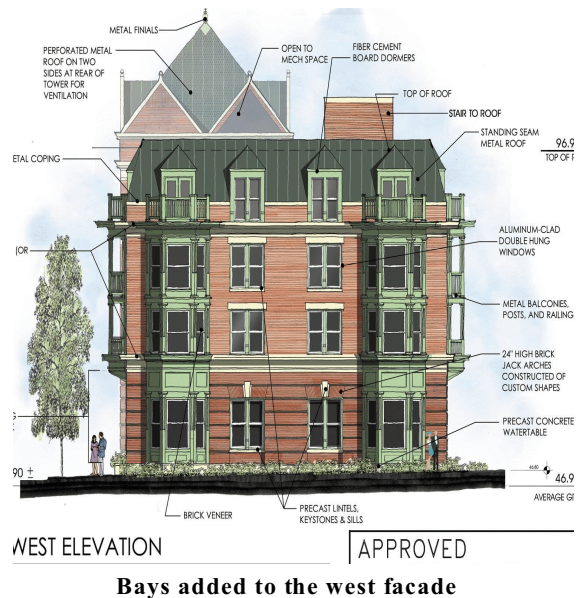 METAL FINIALS
PERFORATED METAL
ROOF ON TWO
SIDES AT REAR OF
TOWER FOR
VENTILATION
OPEN TO
MECH SPACE
FIBER CEMENT
BOARD DORMERS
TOP OF ROOF
STAIR TO ROOF
STANDING SEAM
METAL ROOF
96.9
TOP OF
ETAL COPING
ALUMINUM-CLAD
DOUBLE HUNG
WINDOWS
METAL BALCONIES,
POSTS, AND RAILING
24" HIGH BRICK
JACK ARCHES
CONSTRUCTED OF
CUSTOM SHAPES
PRECAST CONCRETE
WATERTABLE
90 ±
46.9
AVERAGE
BRICK VENEER
PRECAST LINTELS,
KEYSTONES & SILLS
WEST ELEVATION
APPROVED
Bays added to the west facade